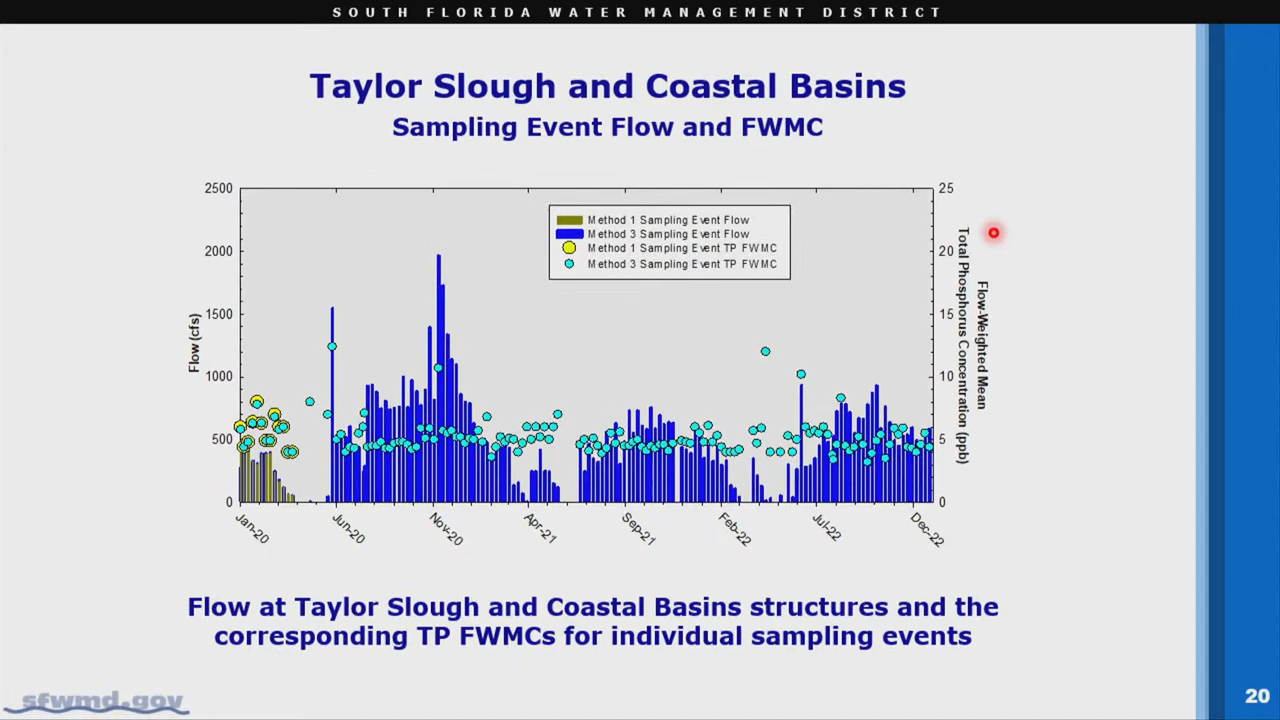 SOUTH FLORIDA WATER MANAGEMENT DISTRICT
Taylor Slough and Coastal Basins
Sampling Event Flow and FWMC
2500
2000
1500
1000
500
0
Flow (cfs)
Method 1 Sampling Event Flow
Method 3 Sampling Event Flow
Method 1 Sampling Event TP FWMC
Method 3 Sampling Event TP FWMC
25
20
15
10
5
0
Flow-Weighted Mean
Total Phosphorus Concentration (ppb)
Jan-20
Jun-20
Nov-20
Apr-21
Sep-21
Feb-22
Jul-22
Dec-22
Flow at Taylor Slough and Coastal Basins structures and the
corresponding TP FWMCs for individual sampling events
sfwmd.gov
20